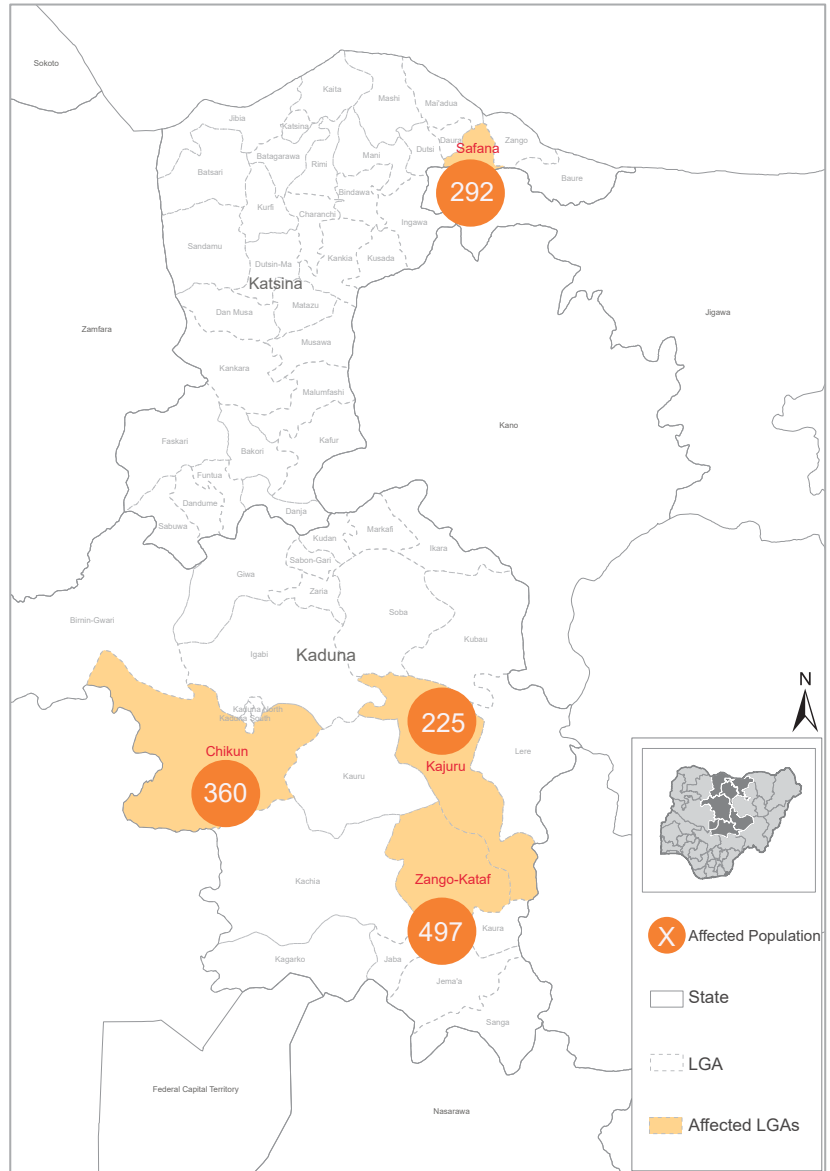 Sokoto
Kaita
Mashi
Mai'adua
Jibia
Katsina
Daura
Zango
Safana
Dutsi
Batagarawa
Rimi
Mani
Batsari
Baure
Bindawa
292
Kurfi
Charanchi
Ingawa
Sandamu
Kankia
Kusada
Dutsin-Ma
Katsina
Matazu
Dan Musa
Jigawa
Zamfara
Musawa
Kankara
Malumfashi
Kano
Faskari
Kafur
Bakori
Funtua
Dandume
Danja
Sabuwa
Markafi
Kudan
Ikara
Sabon-Gari
Giwa
Zaria
Soba
Birnin-Gwari
Kubau
Igabi
Kaduna
N
Kaduna North
Kaduna South
225
Chikun
Lere
Kajuru
Kauru
360
Zango-Kataf
Kachia
497
Kaura
X Affected Population
Kagarko
Jaba
Jema'a
State
Sanga
LGA
Federal Capital Territory
Nasarawa
Affected LGAs